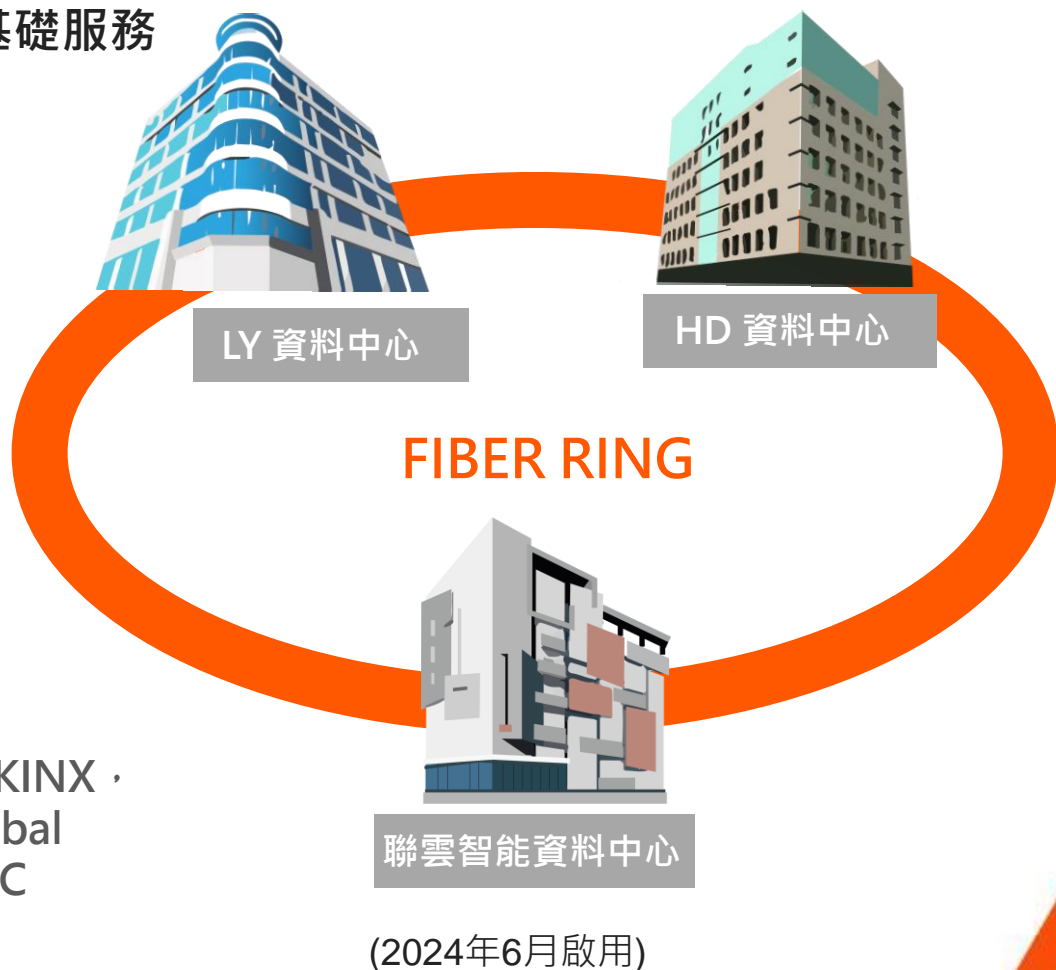 基礎服務
LY 資料中心
HD 資料中心
FIBER RING
KINX，
bal
C
聯雲智能資料中心
(2024年6月啟用)